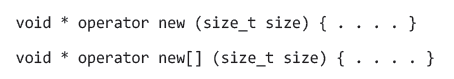 void * operator new (size_t size) { . . . . }
void * operator new[] (size_t size) { . . . . }